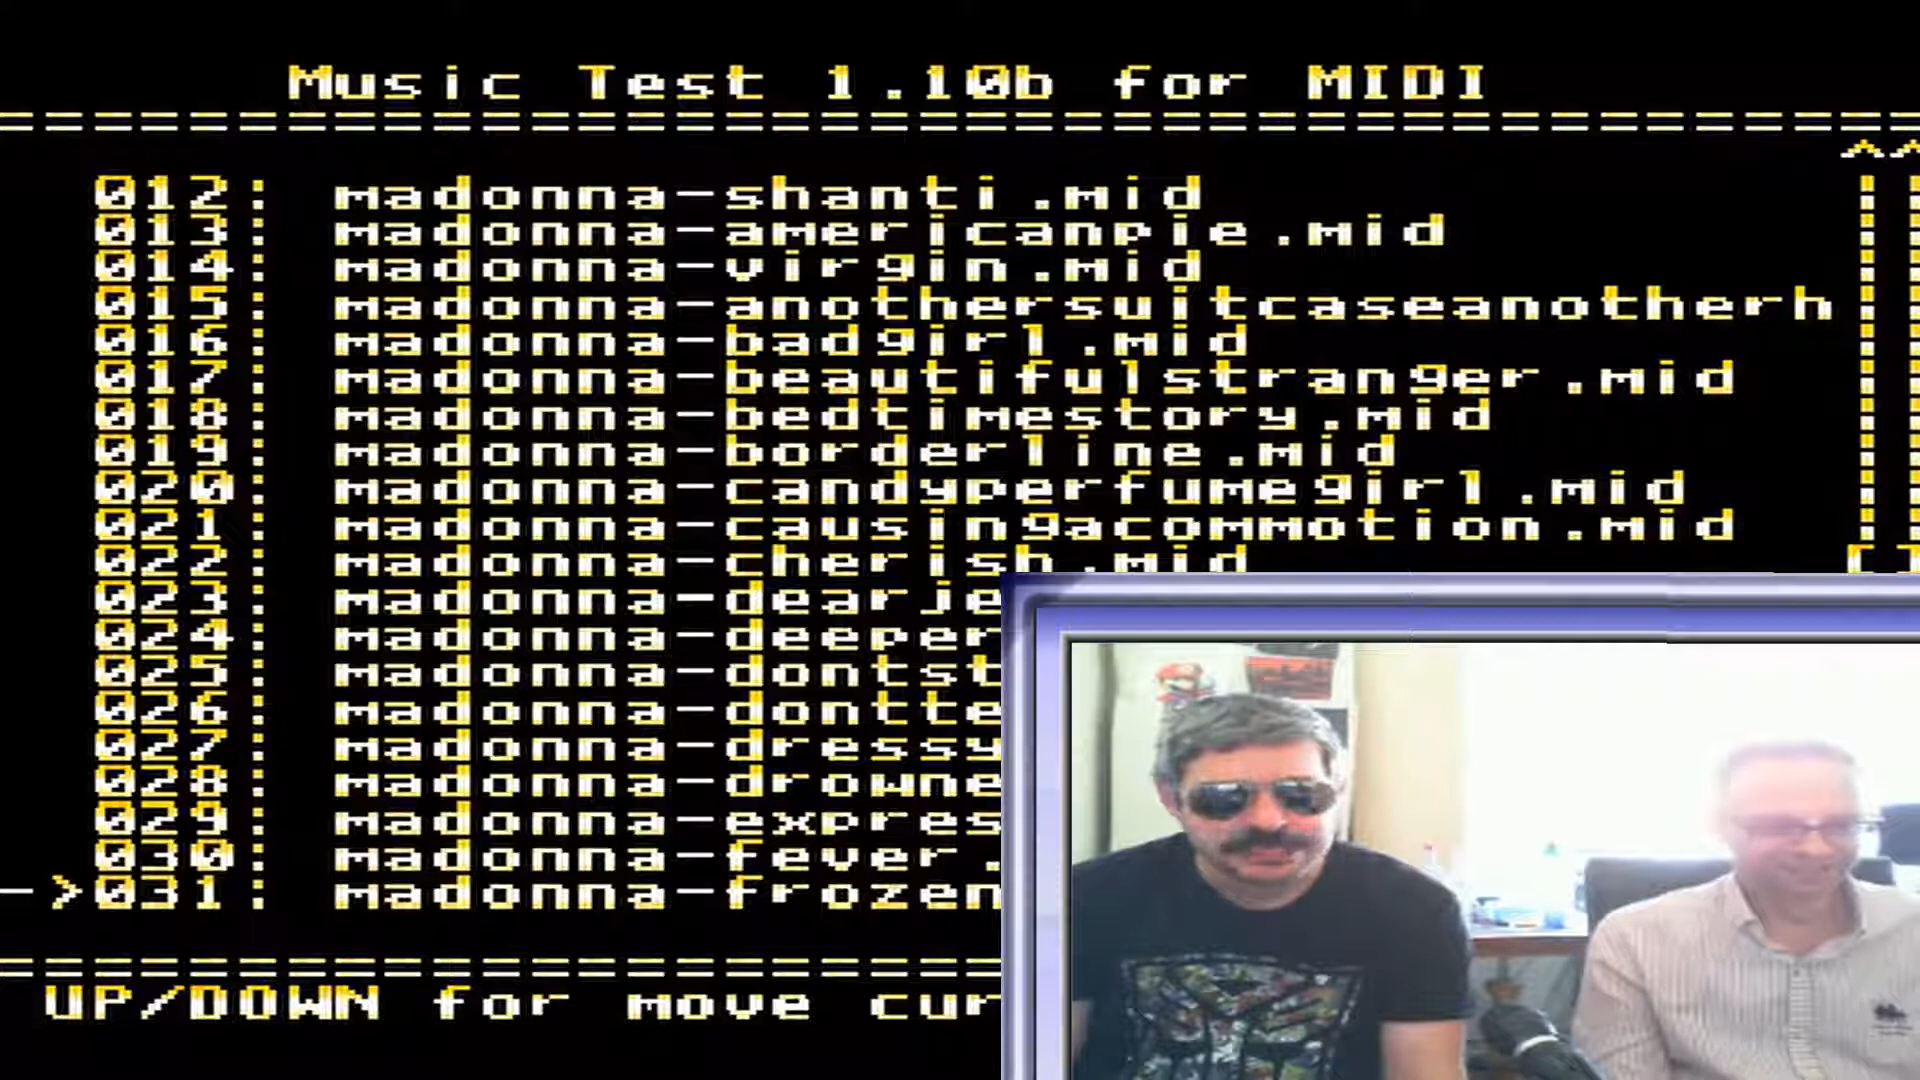 Music Test 1.10b for MIDI
012: madonna-shanti.mid
013: madonna-americanpie.mid
014: madonna-virgin.mid
015: madonna-anothersuitcaseanotherh
016: madonna-badgirl.mid
017: madonna-beautifulstranger.mid
018: madonna-bedtimestory.mid
019: madonna-borderline.mid
020: madonna-candyperfumegirl.mid
021: madonna-causingacommotion.mid
022: madonna-cherish.mid
023: madonna-dearje
024: madonna-deeper
025: madonna-dontst
026: madonna-dontte
027: madonna-dressy
028: madonna-drowne
029: madonna-expres
030: madonna-fever.
->031: madonna-frozen
UP/DOWN for move cur